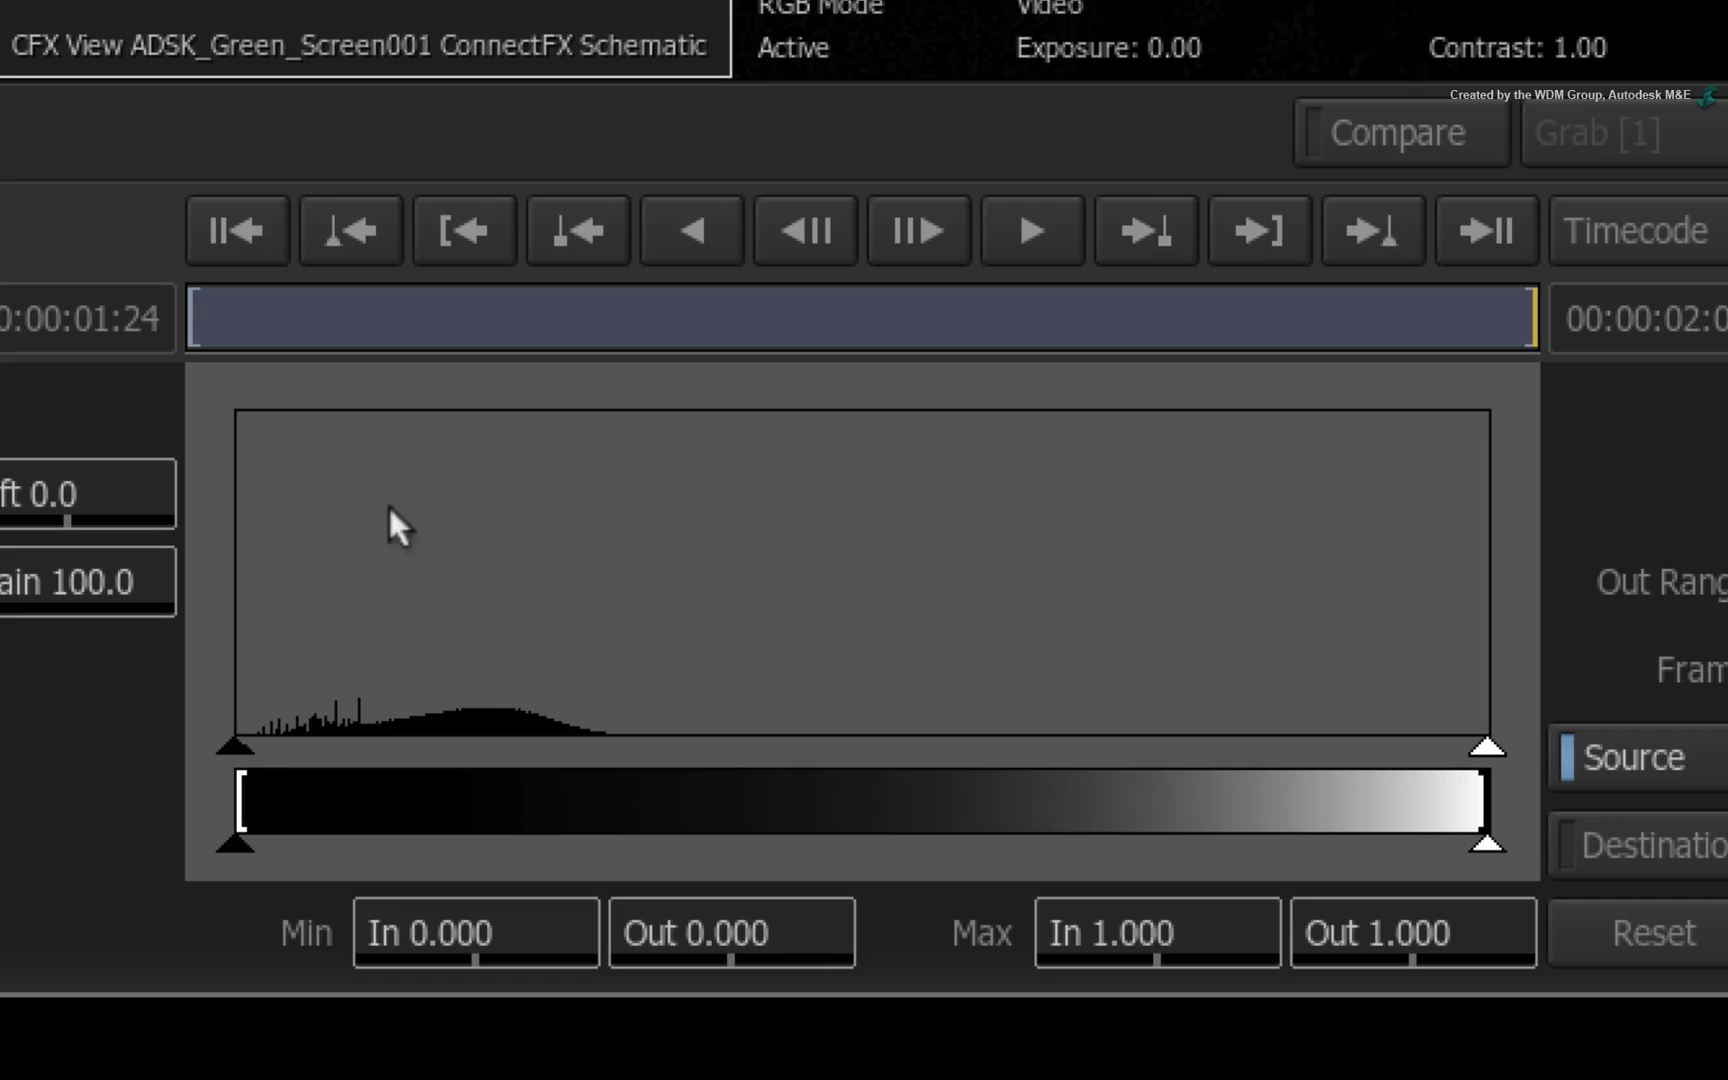 RGB Mode
Video
CFX View ADSK_Green_Screen001 ConnectFX Schematic
Active
Exposure: 0.00
Contrast: 1.00
Created by the WDM Group, Autodesk M&E
Compare
Grab [1]
Timecode
0:00:01:24
00:00:02:0
ft 0.0
ain 100.0
Out Rang
Fram
Source
Destinatio
Min
In 0.000
Out 0.000
Max
In 1.000
Out 1.000
Reset